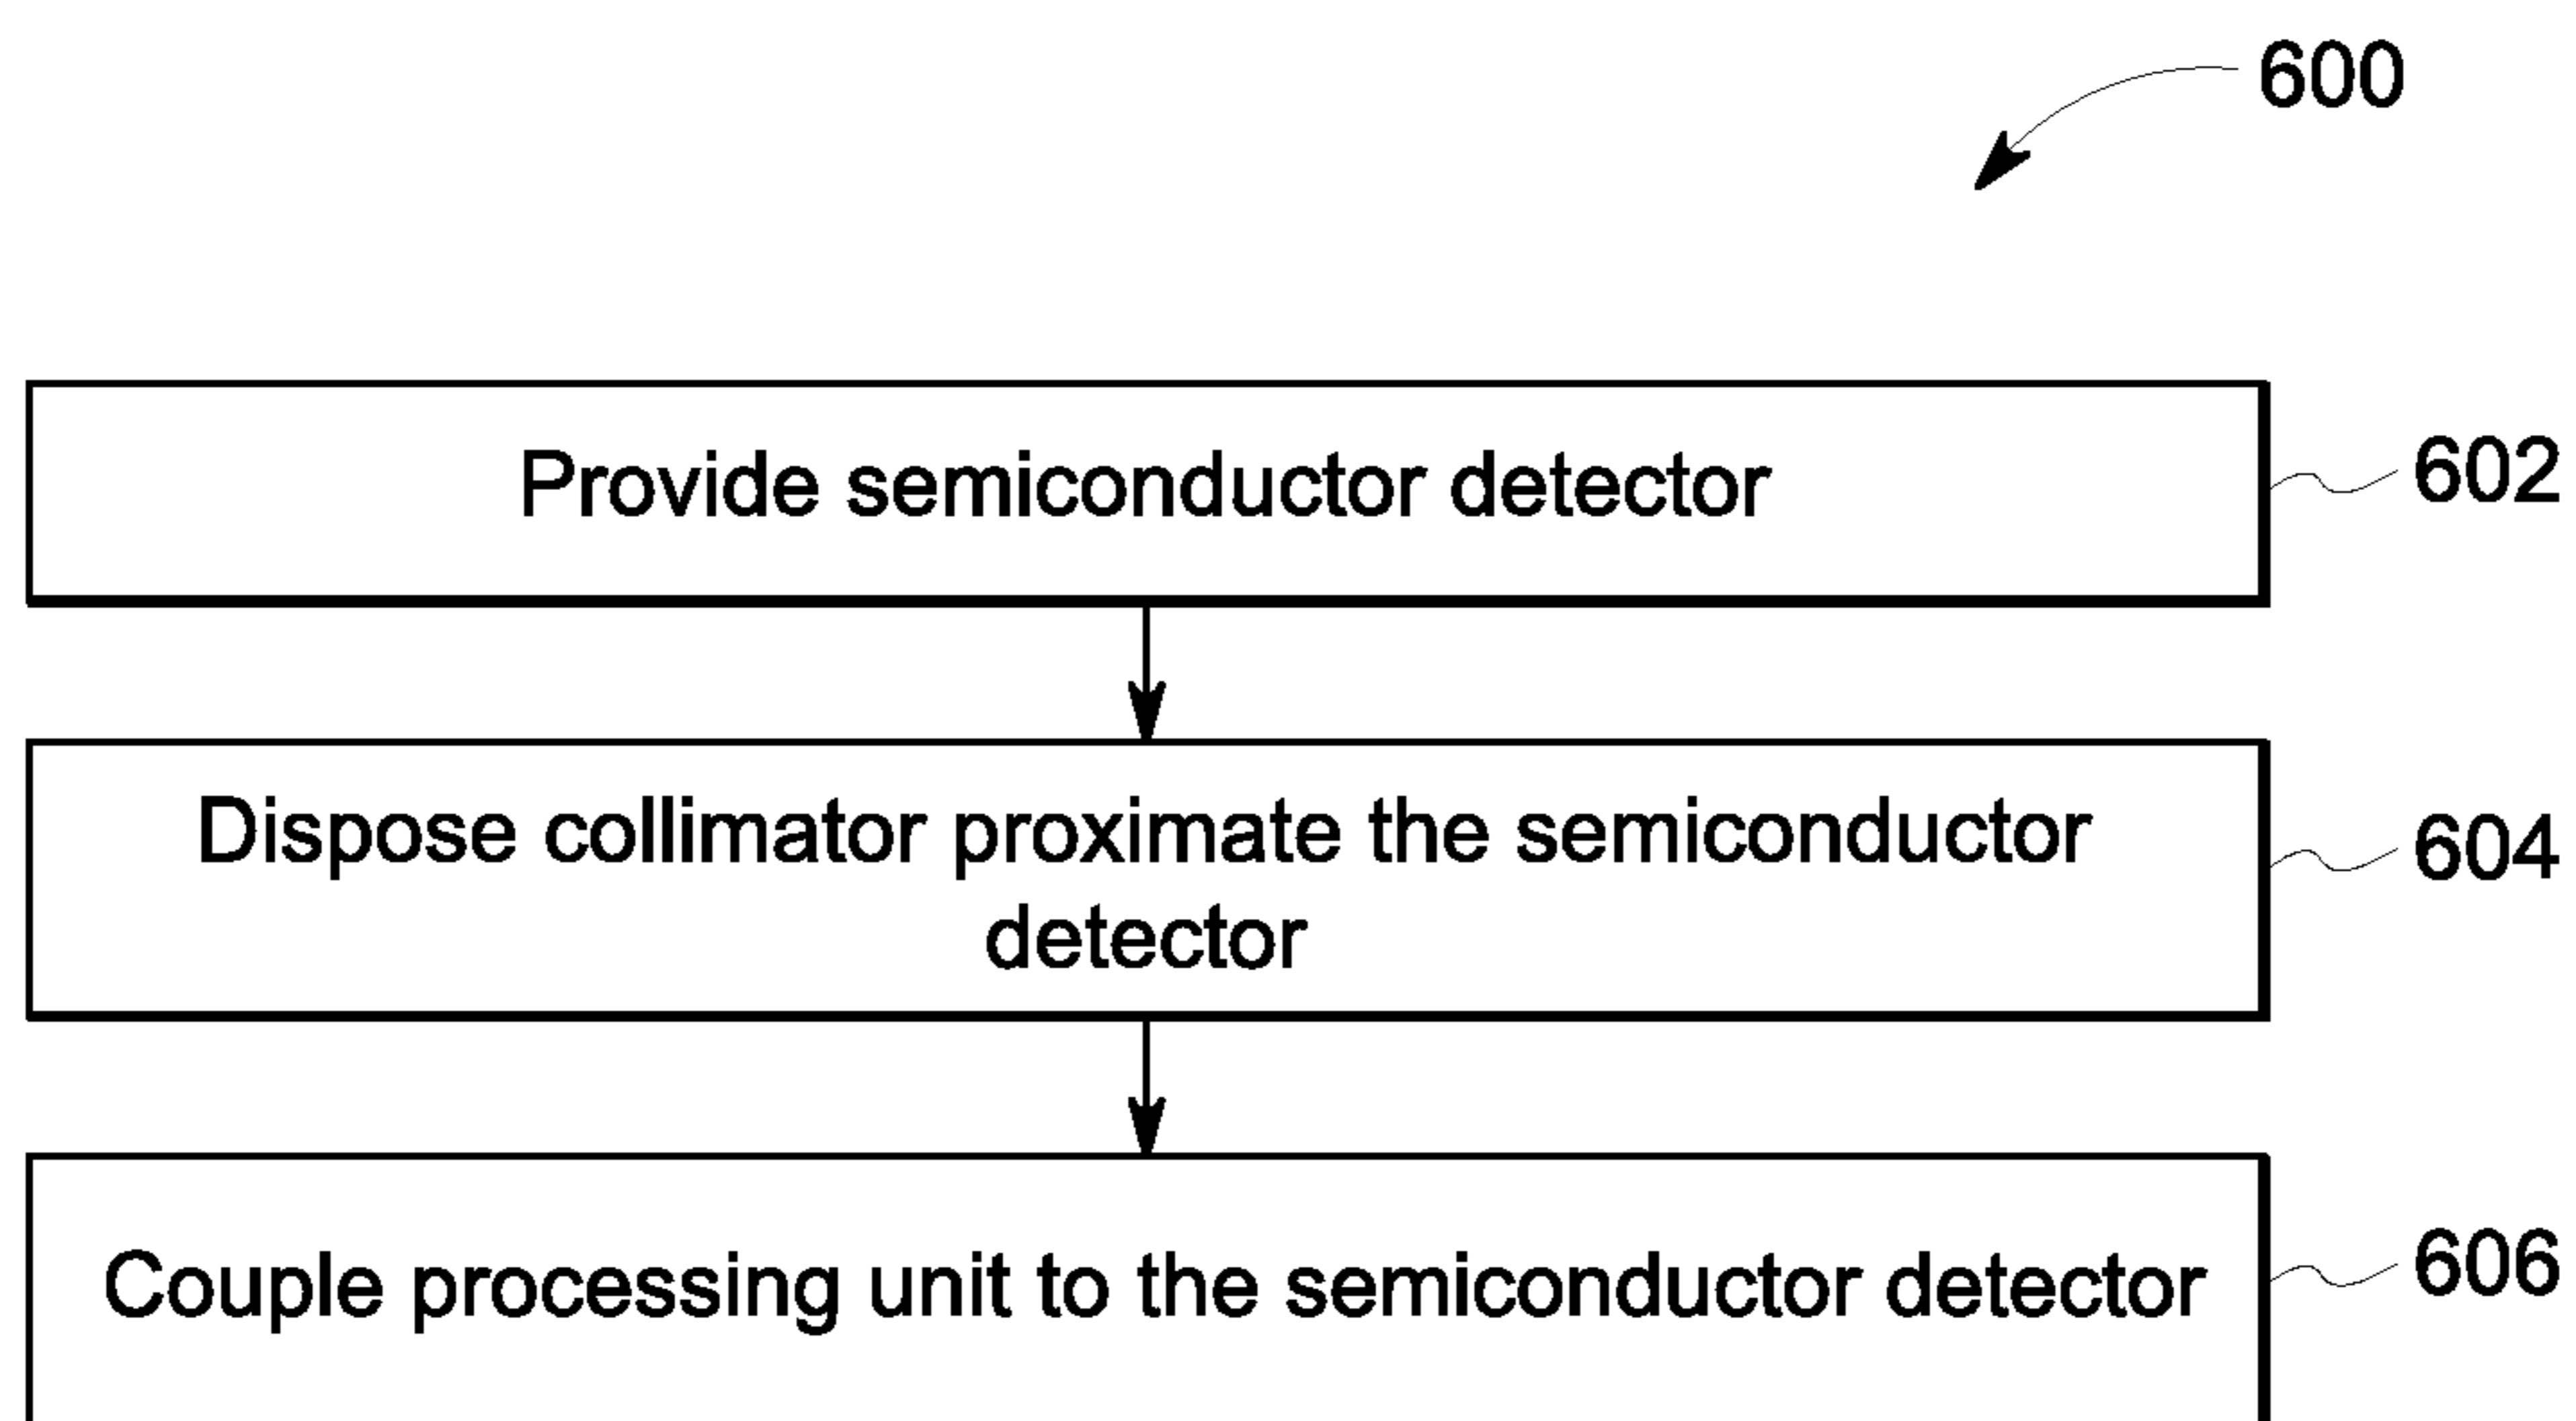 600
Provide semiconductor detector
602
Dispose collimator proximate the semiconductor
detector
604
Couple processing unit to the semiconductor detector
606